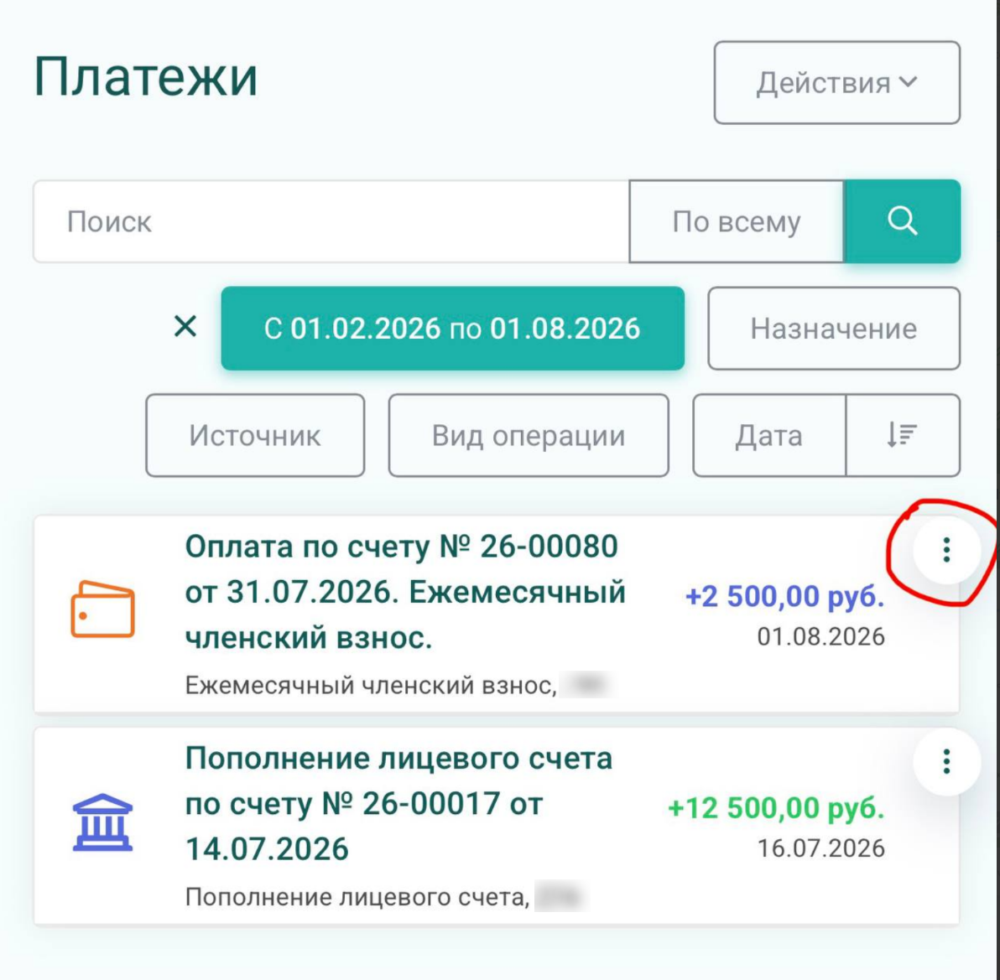 Платежи
Действия
Поиск
По всему
С 01.02.2026 по 01.08.2026
Назначение
Источник
Вид операции
Дата
Оплата по счету № 26-00080
от 31.07.2026. Ежемесячный
членский взнос.
+2 500,00 руб.
01.08.2026
Ежемесячный членский взнос,
Пополнение лицевого счета
по счету № 26-00017 от
14.07.2026
+12 500,00 руб.
16.07.2026
Пополнение лицевого счета,